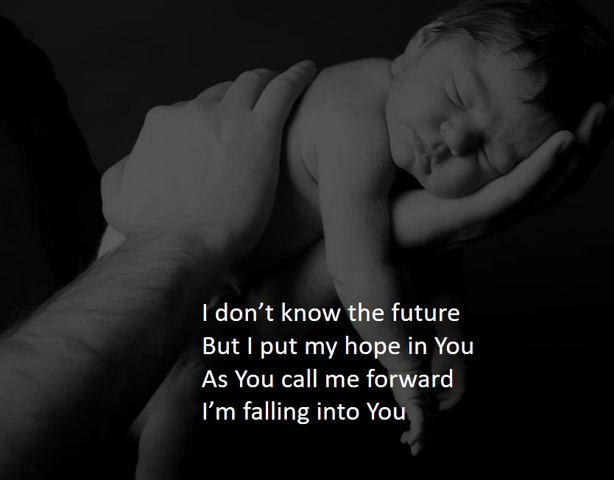 I don’t know the future
But I put my hope in You
As You call me forward
I’m falling into You